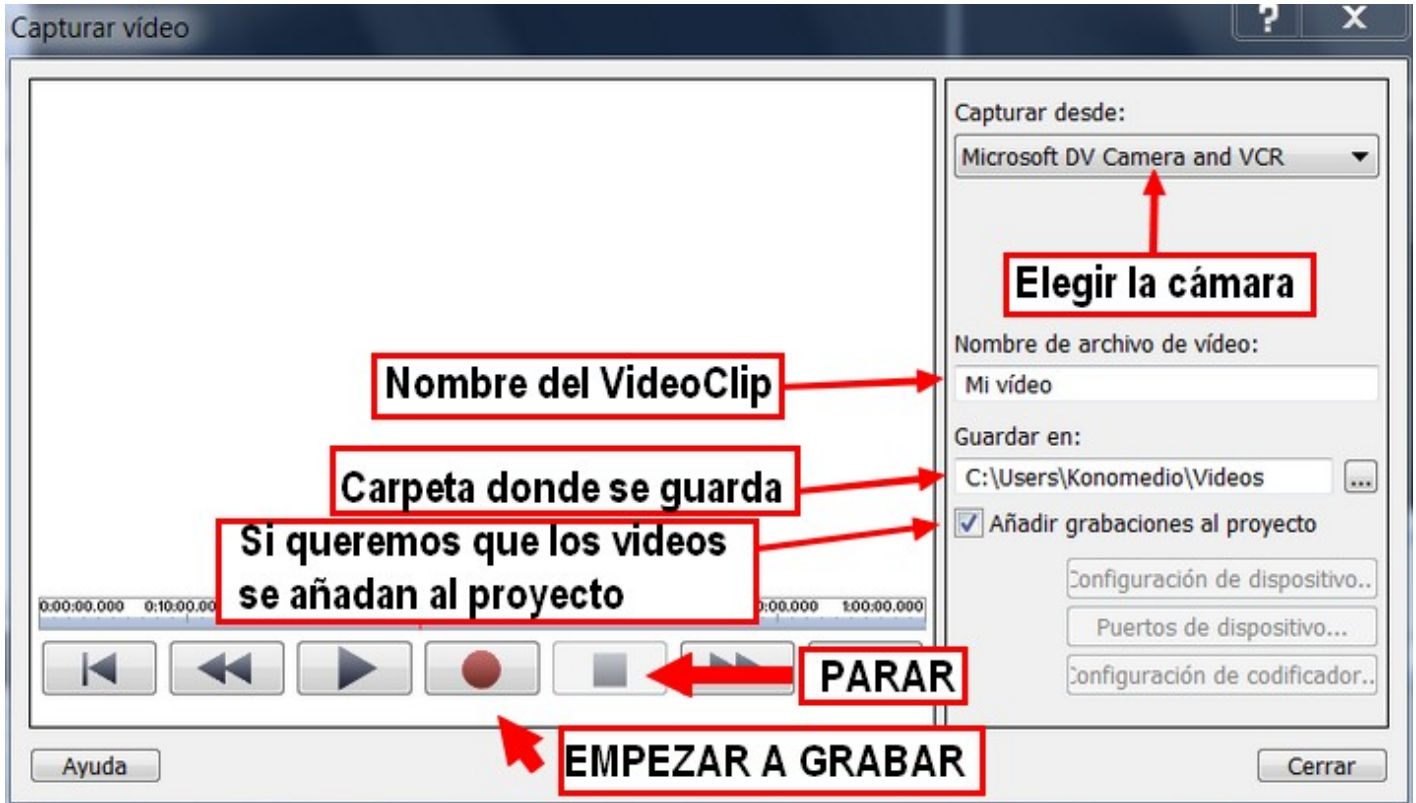 Capturar vídeo
? X
Capturar desde:
Microsoft DV Camera and VCR
Elegir la cámara
Nombre de archivo de vídeo:
Nombre del VideoClip
Mi vídeo
Guardar en:
Carpeta donde se guarda
C:\Users\Konomedio\Videos
...
Si queremos que los videos
se añadan al proyecto
Añadir grabaciones al proyecto
Configuración de dispositivo..
Puertos de dispositivo...
Configuración de codificador..
0:00:00.000 0:10:00.00 0:00.000 1:00:00.000
PARAR
EMPEZAR A GRABAR
Ayuda
Cerrar